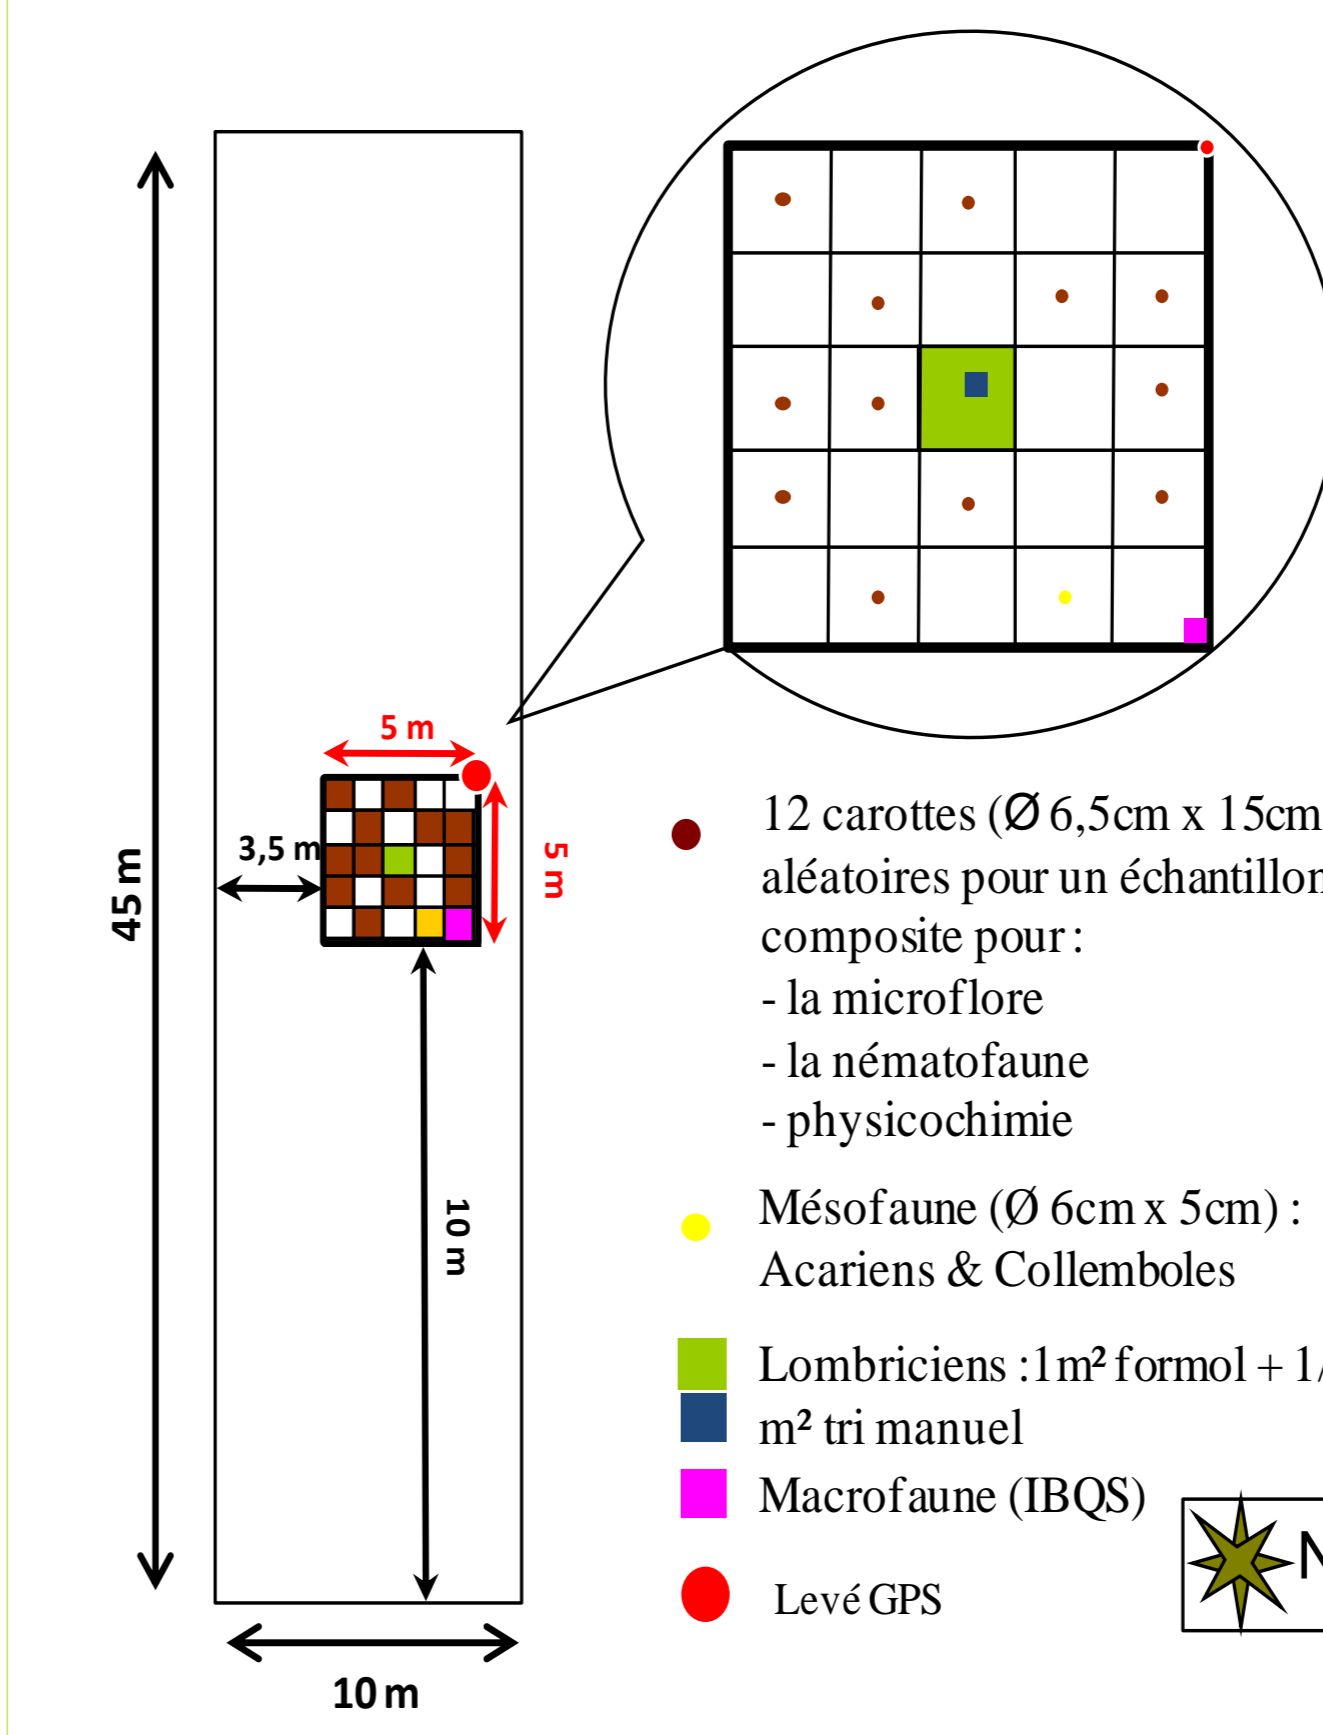 45 m
5 m
3,5 m
5 m
10 m
10 m
12 carottes (Ø 6,5cm x 15cm
aléatoires pour un échantillon
composite pour :
- la microflore
- la nématofaune
- physicochimie
Mésofaune (Ø 6cm x 5cm) :
Acariens & Collemboles
Lombriciens :1m² formol + 1/
m² tri manuel
Macrofaune (IBQS)
Levé GPS
N